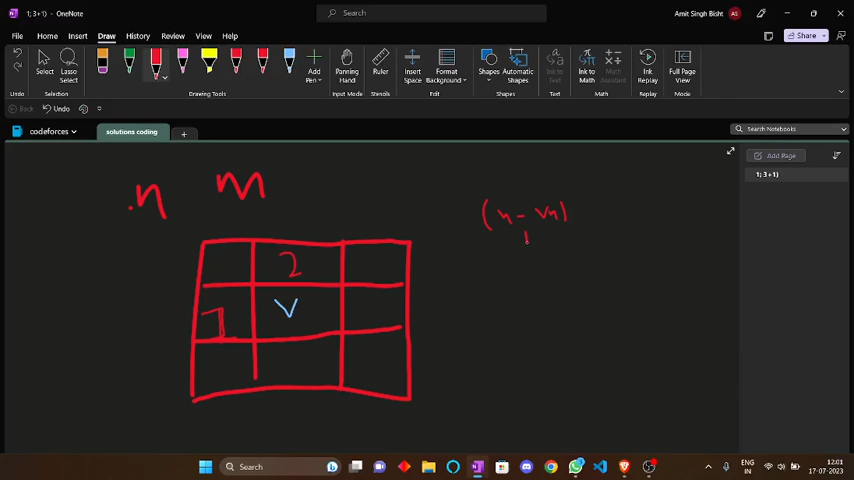 1; 3+1) - OneNote
Search
Amit Singh Bisht AS
File Home Insert Draw History Review View Help
Share
Undo
Select
Lasso Select
Selection
Drawing Tools
Add Pen
Panning Hand
Input Mode
Ruler
Stencils
Insert Space
Format Background
Edit
Shapes
Automatic Shapes
Shapes
Ink to Text
Text
Ink to Math
Math Assistant
Math
Ink Replay
Replay
Full Page View
Mode
Back Undo
codeforces
solutions coding
+
Search Notebooks
Add Page
1; 3+1)
n m
(n-m)
2
1 V
Search
ENG IN
12:01
17-07-2023